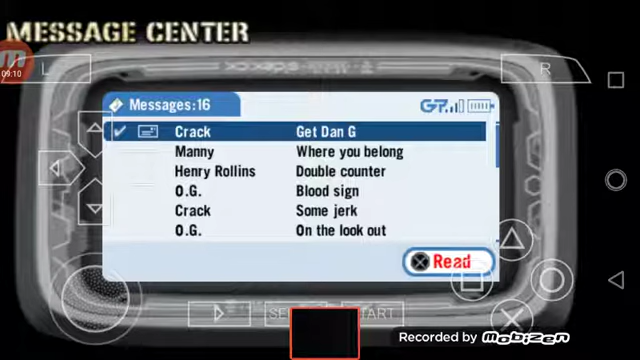 MESSAGE CENTER
09:10
L
R
Messages:16
Crack Get Dan G
Manny Where you belong
Henry Rollins Double counter
O.G. Blood sign
Crack Some jerk
O.G. On the look out
Read
Recorded by Mobizen